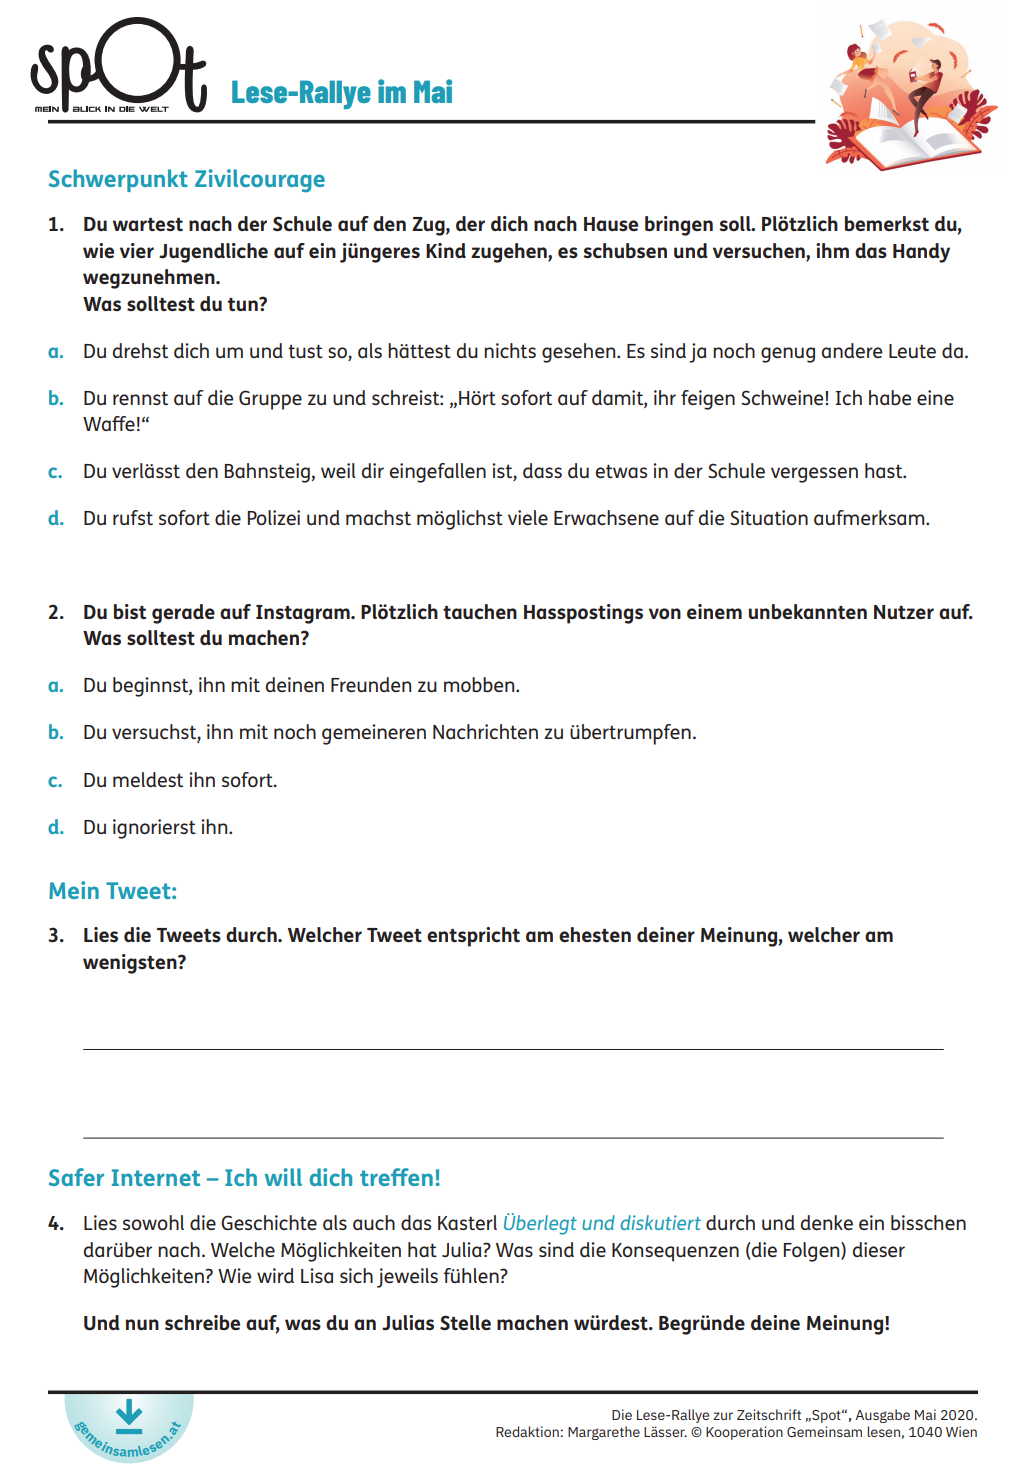 spot
MEIN BLICK IN DIE WELT
Lese-Rallye im Mai
Schwerpunkt Zivilcourage
1. Du wartest nach der Schule auf den Zug, der dich nach Hause bringen soll. Plötzlich bemerkst du,
wie vier Jugendliche auf ein jüngeres Kind zugehen, es schubsen und versuchen, ihm das Handy
wegzunehmen.
Was solltest du tun?
a. Du drehst dich um und tust so, als hättest du nichts gesehen. Es sind ja noch genug andere Leute da.
b. Du rennst auf die Gruppe zu und schreist: „Hört sofort auf damit, ihr feigen Schweine! Ich habe eine
Waffe!“
c. Du verlässt den Bahnsteig, weil dir eingefallen ist, dass du etwas in der Schule vergessen hast.
d. Du rufst sofort die Polizei und machst möglichst viele Erwachsene auf die Situation aufmerksam.
2. Du bist gerade auf Instagram. Plötzlich tauchen Hasspostings von einem unbekannten Nutzer auf.
Was solltest du machen?
a. Du beginnst, ihn mit deinen Freunden zu mobben.
b. Du versuchst, ihn mit noch gemeineren Nachrichten zu übertrumpfen.
c. Du meldest ihn sofort.
d. Du ignorierst ihn.
Mein Tweet:
3. Lies die Tweets durch. Welcher Tweet entspricht am ehesten deiner Meinung, welcher am
wenigsten?
Safer Internet – Ich will dich treffen!
4. Lies sowohl die Geschichte als auch das Kasterl Überlegt und diskutiert durch und denke ein bisschen
darüber nach. Welche Möglichkeiten hat Julia? Was sind die Konsequenzen (die Folgen) dieser
Möglichkeiten? Wie wird Lisa sich jeweils fühlen?
Und nun schreibe auf, was du an Julias Stelle machen würdest. Begründe deine Meinung!
gemeinsamlesen.at
Die Lese-Rallye zur Zeitschrift „Spot“, Ausgabe Mai 2020.
Redaktion: Margarethe Lässer. © Kooperation Gemeinsam lesen, 1040 Wien